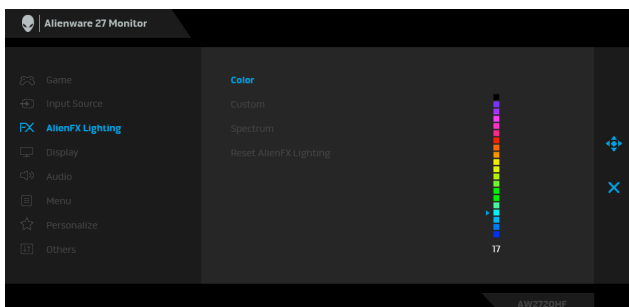 Alienware 27 Monitor
Game
Input Source
FX AlienFX Lighting
Display
Audio
Menu
Personalize
Others
Color
Custom
Spectrum
Reset AlienFX Lighting
17
AW2720HF